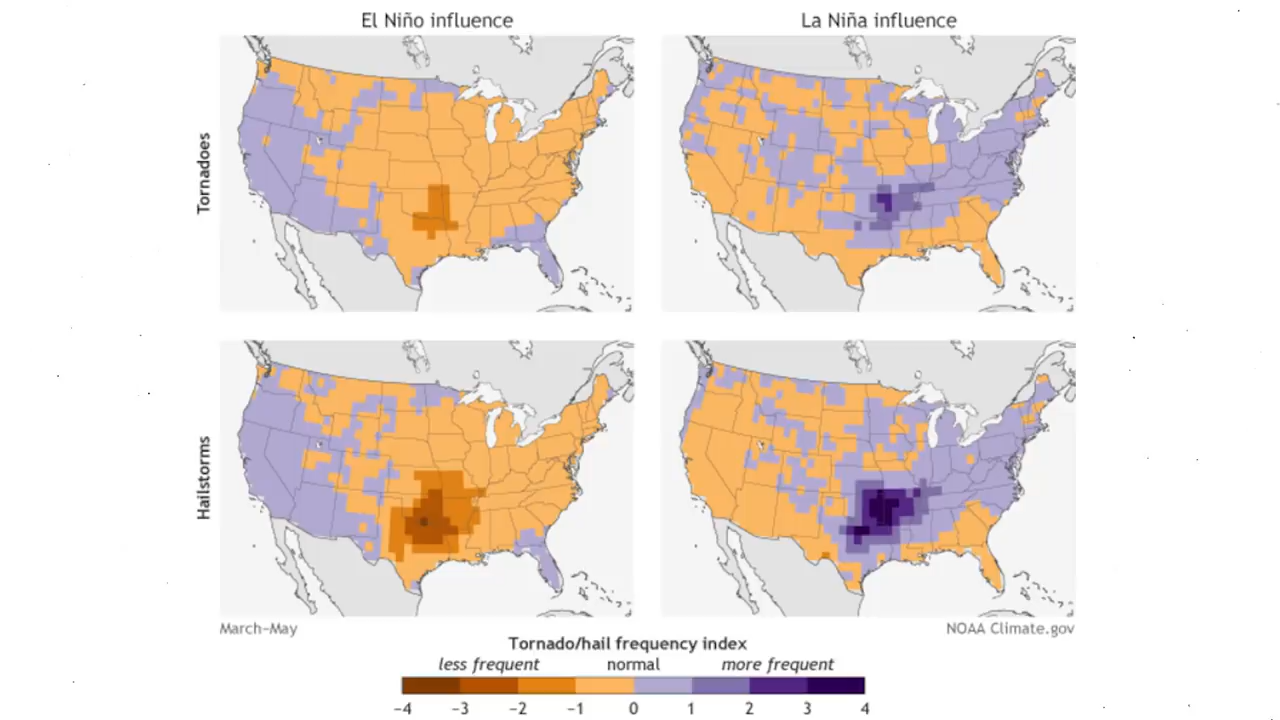 El Niño influence
La Niña influence
Tornadoes
Hailstorms
March–May
NOAA Climate.gov
Tornado/hail frequency index
less frequent normal more frequent
−4 −3 −2 −1 0 1 2 3 4